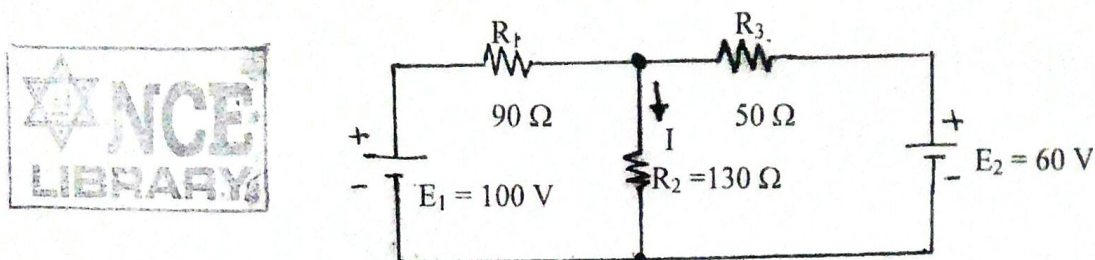 NCE
LIBRARY
R₁
R₃
90 Ω
50 Ω
I
+
-
E₁ = 100 V
R₂ =130 Ω
+
-
E₂ = 60 V